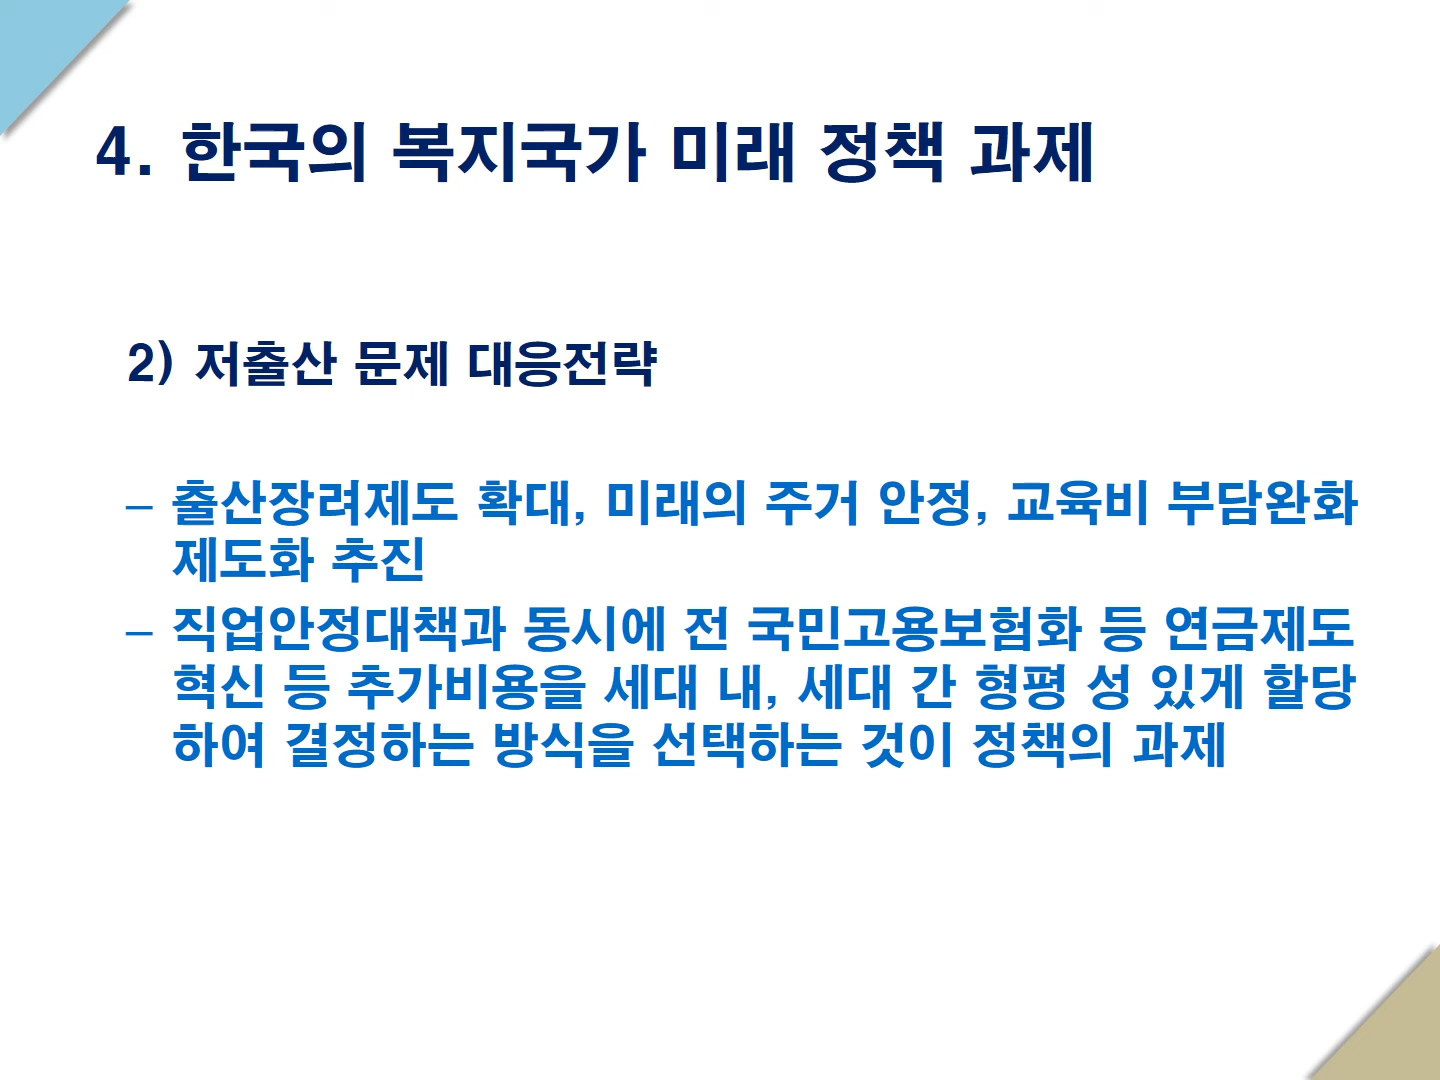 4. 한국의 복지국가 미래 정책 과제
2) 저출산 문제 대응전략
– 출산장려제도 확대, 미래의 주거 안정, 교육비 부담완화
제도화 추진
– 직업안정대책과 동시에 전 국민고용보험화 등 연금제도
혁신 등 추가비용을 세대 내, 세대 간 형평 성 있게 할당
하여 결정하는 방식을 선택하는 것이 정책의 과제